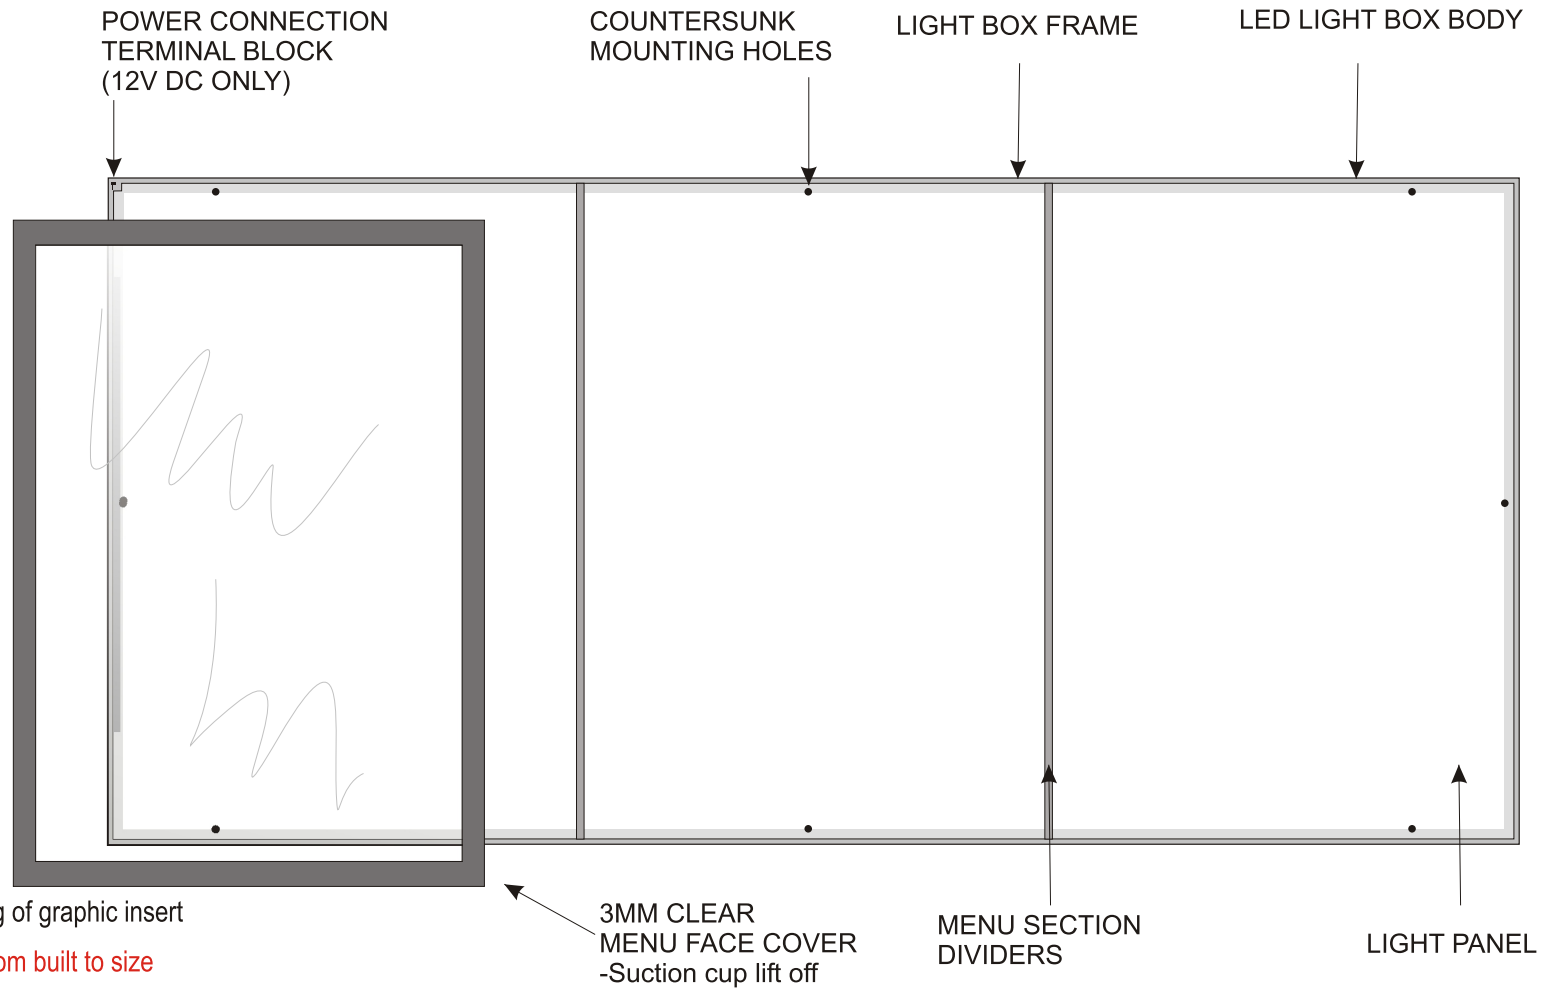 POWER CONNECTION
TERMINAL BLOCK
(12V DC ONLY)
COUNTERSUNK
MOUNTING HOLES
LIGHT BOX FRAME
LED LIGHT BOX BODY
of graphic insert
built to size
3MM CLEAR
MENU FACE COVER
-Suction cup lift off
MENU SECTION
DIVIDERS
LIGHT PANEL